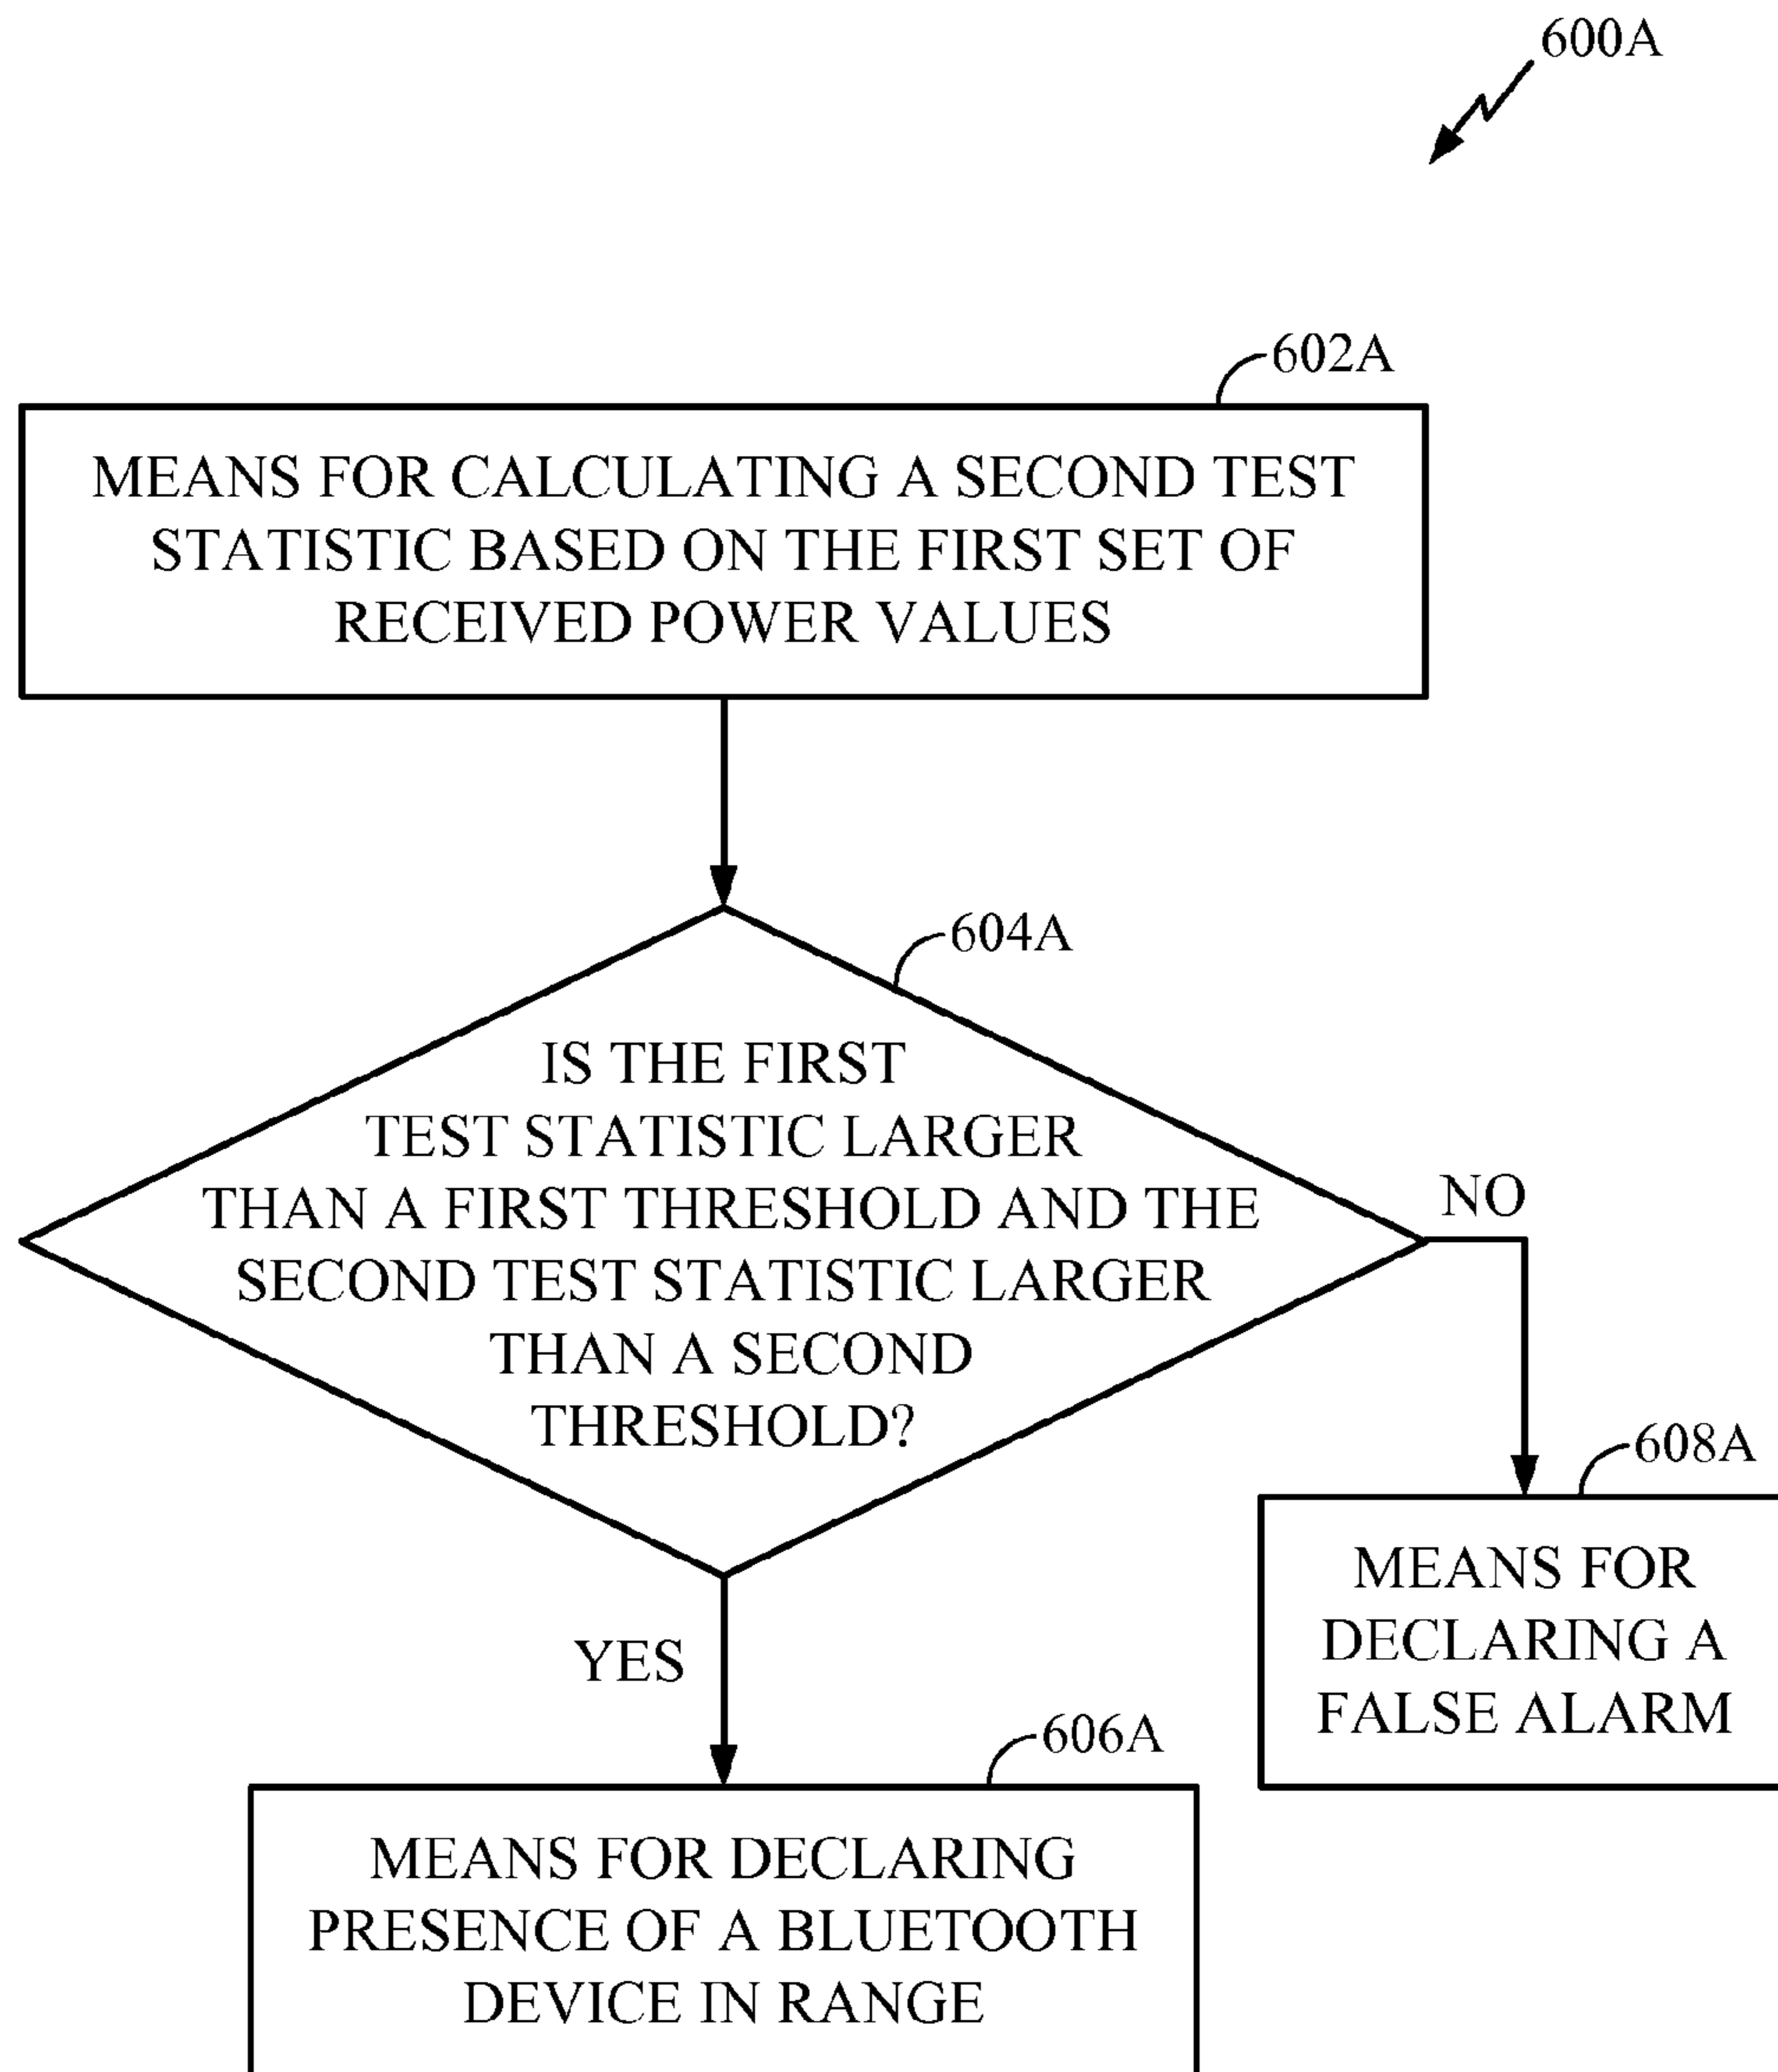 600A
602A
MEANS FOR CALCULATING A SECOND TEST
STATISTIC BASED ON THE FIRST SET OF
RECEIVED POWER VALUES
604A
IS THE FIRST
TEST STATISTIC LARGER
THAN A FIRST THRESHOLD AND THE
SECOND TEST STATISTIC LARGER
THAN A SECOND
THRESHOLD?
NO
608A
MEANS FOR
DECLARING A
FALSE ALARM
YES
606A
MEANS FOR DECLARING
PRESENCE OF A BLUETOOTH
DEVICE IN RANGE